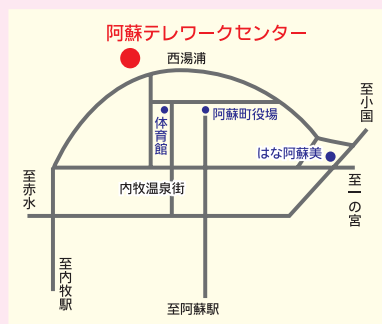 阿蘇テレワークセンター
西湯浦
至小国
体育館
阿蘇町役場
はな阿蘇美
至赤水
内牧温泉街
至一の宮
至内牧駅
至阿蘇駅